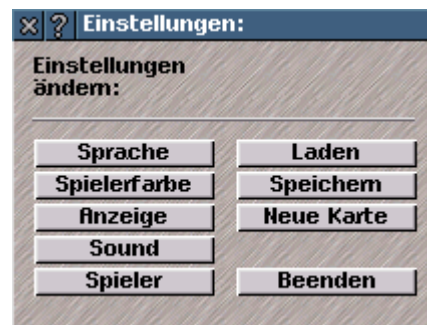 Einstellungen:
Einstellungen
ändern:
Sprache
Laden
Spielerfarbe
Speichern
Anzeige
Neue Karte
Sound
Spieler
Beenden